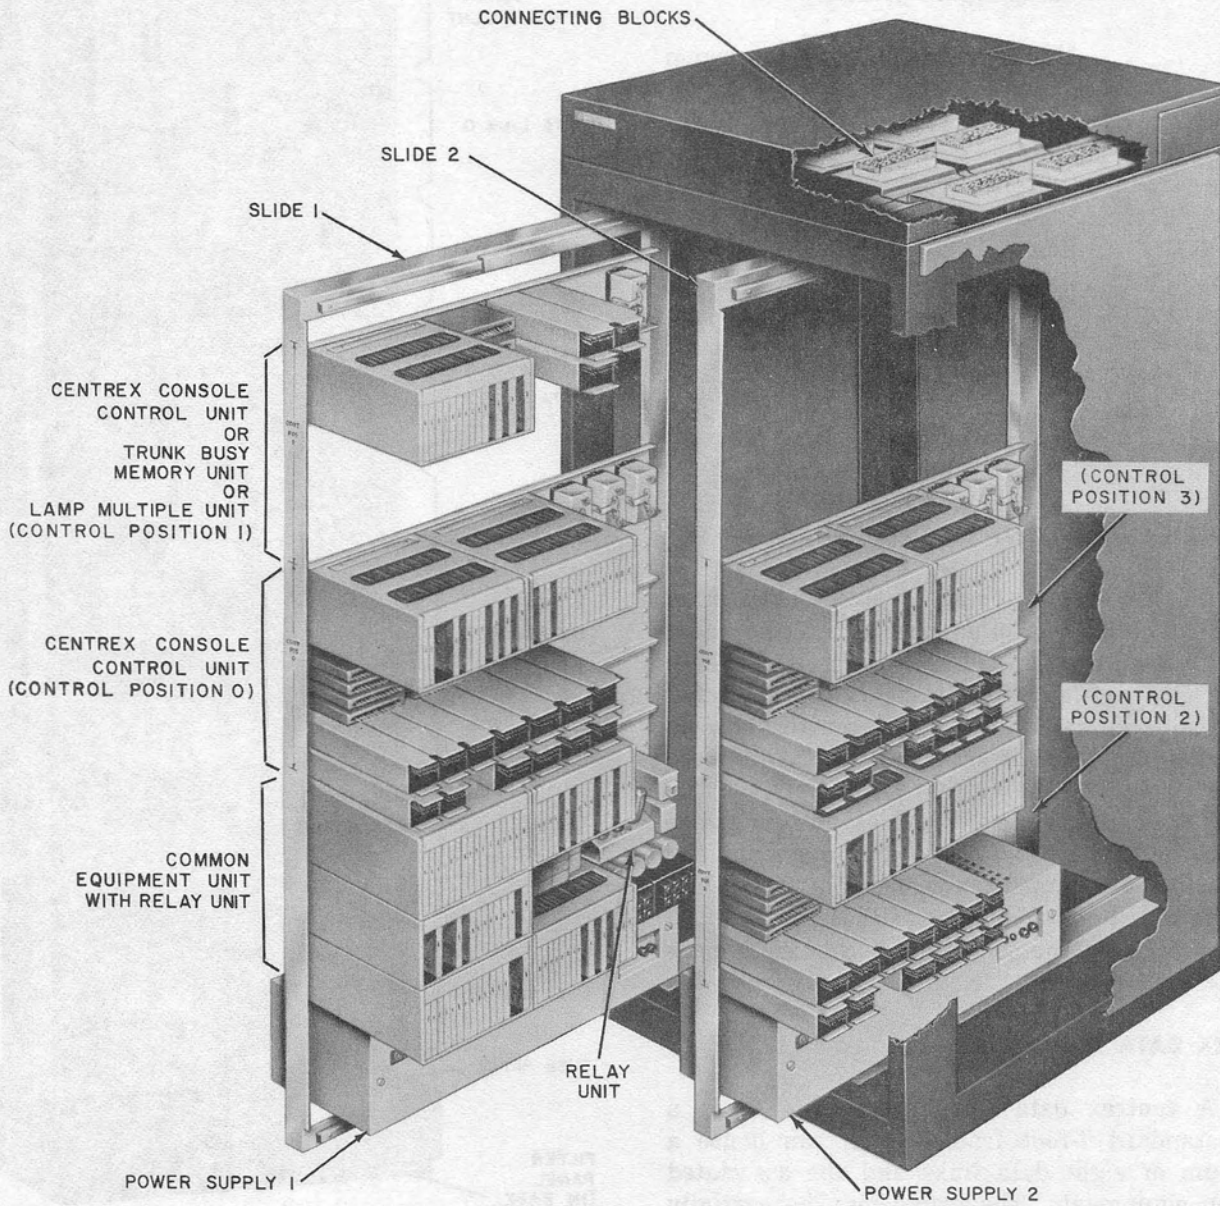 CONNECTING BLOCKS
SLIDE 2
SLIDE 1
CENTREX CONSOLE
CONTROL UNIT
OR
TRUNK BUSY
MEMORY UNIT
OR
LAMP MULTIPLE UNIT
(CONTROL POSITION 1)
(CONTROL
POSITION 3)
CENTREX CONSOLE
CONTROL UNIT
(CONTROL POSITION 0)
(CONTROL
POSITION 2)
COMMON
EQUIPMENT UNIT
WITH RELAY UNIT
RELAY
UNIT
POWER SUPPLY 1
POWER SUPPLY 2